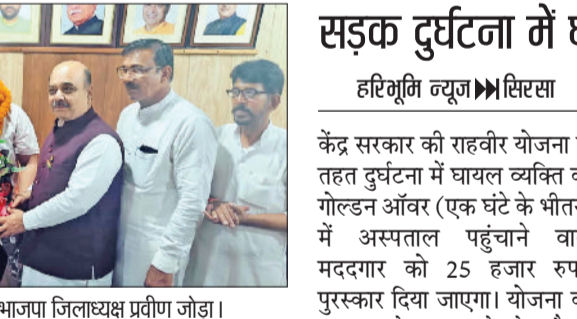 भाजपा जिलाध्यक्ष प्रवीण जोड़ा।
सड़क दुर्घटना में
हरिभूमि न्यूज▶▶सिरसा
केंद्र सरकार की राहवीर योजना
तहत दुर्घटना में घायल व्यक्ति
गोल्डन ऑवर (एक घंटे के भीतर
में अस्पताल पहुंचाने
मददगार को 25 हजार
पुरस्कार दिया जाएगा। योजना